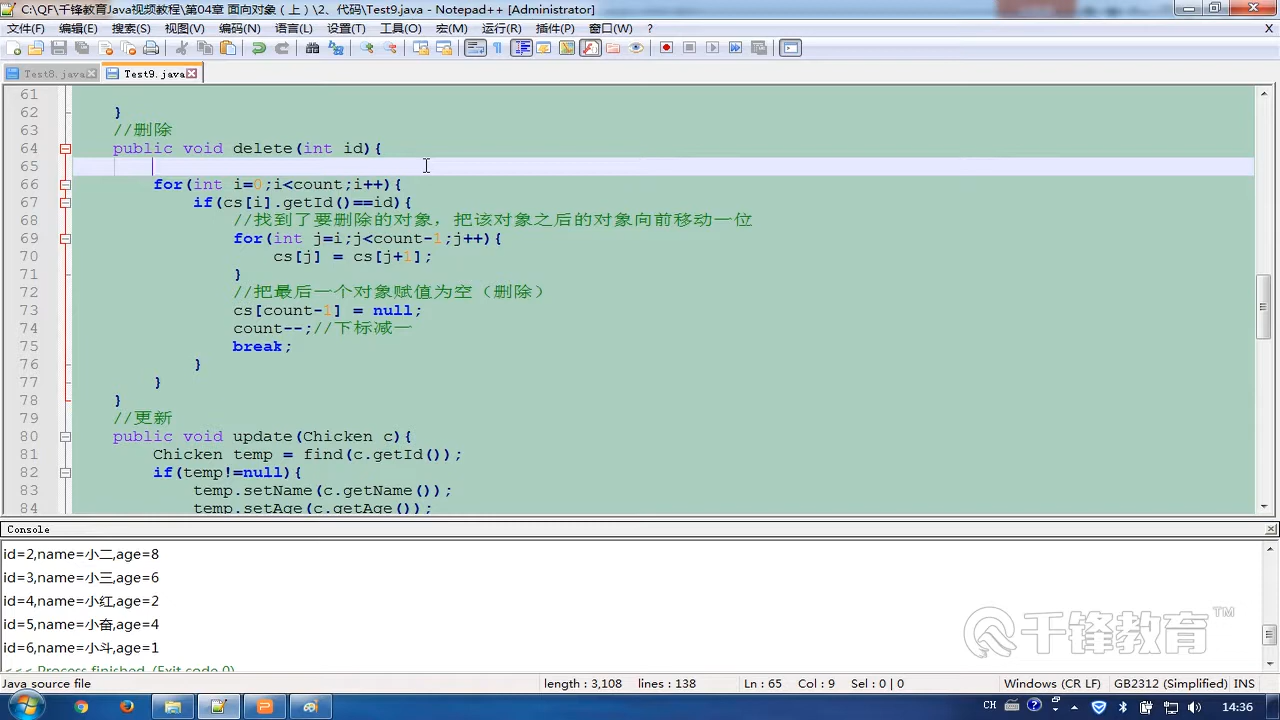 C:\QF\千锋教育Java视频教程\第04章 面向对象（上）\2、代码\Test9.java - Notepad++ [Administrator]
文件(F) 编辑(E) 搜索(S) 视图(V) 编码(N) 语言(L) 设置(T) 工具(O) 宏(M) 运行(R) 插件(P) 窗口(W) ? X
Test8.java Test9.java
61
62 }
63 //删除
64 public void delete(int id){
65
66 for(int i=0;i<count;i++){
67 if(cs[i].getId()==id){
68 //找到了要删除的对象，把该对象之后的对象向前移动一位
69 for(int j=i;j<count-1;j++){
70 cs[j] = cs[j+1];
71 }
72 //把最后一个对象赋值为空（删除）
73 cs[count-1] = null;
74 count--;//下标减一
75 break;
76 }
77 }
78 }
79 //更新
80 public void update(Chicken c){
81 Chicken temp = find(c.getId());
82 if(temp!=null){
83 temp.setName(c.getName());
84 temp.setAge(c.getAge());
Console
id=2,name=小二,age=8
id=3,name=小三,age=6
id=4,name=小红,age=2
id=5,name=小奋,age=4
id=6,name=小斗,age=1
<<< Process finished. (Exit code 0)
千锋教育™
Java source file length : 3,108 lines : 138 Ln : 65 Col : 9 Sel : 0 | 0 Windows (CR LF) GB2312 (Simplified) INS
CH 14:36